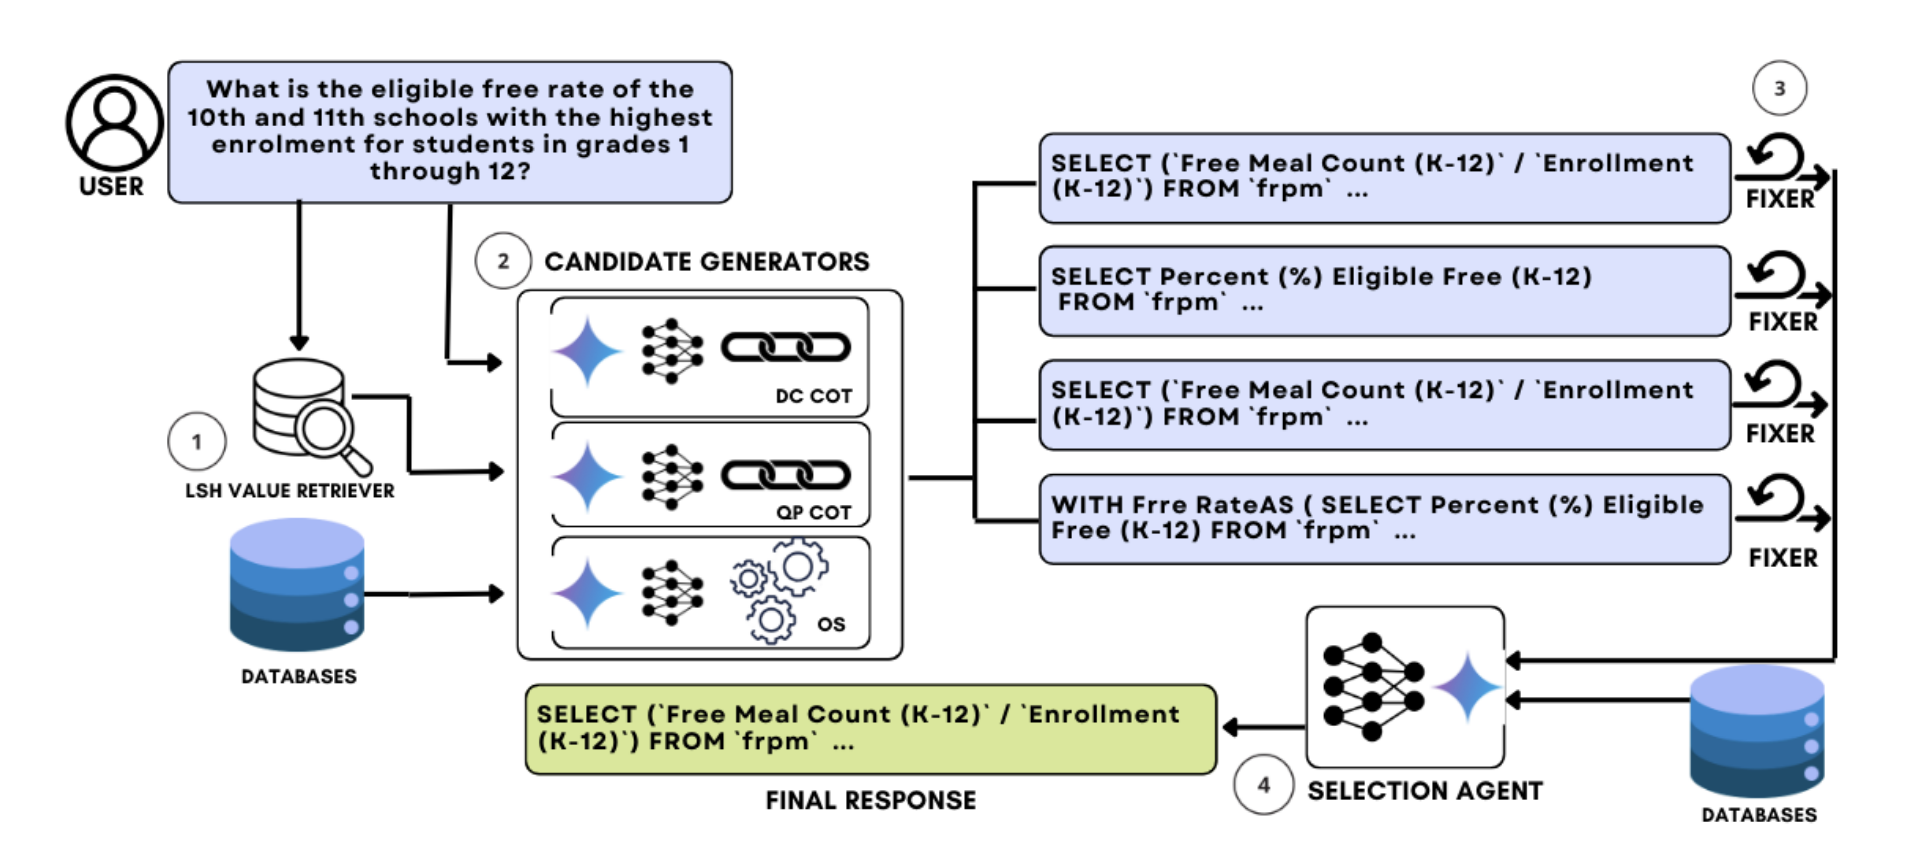 What is the eligible free rate of the
10th and 11th schools with the highest
enrolment for students in grades 1
through 12?
USER
1
LSH VALUE RETRIEVER
DATABASES
2
CANDIDATE GENERATORS
DC COT
QP COT
OS
3
SELECT (`Free Meal Count (K-12)` / `Enrollment
(K-12)`) FROM `frpm` ...
FIXER
SELECT Percent (%) Eligible Free (K-12)
FROM `frpm` ...
FIXER
SELECT (`Free Meal Count (K-12)` / `Enrollment
(K-12)`) FROM `frpm` ...
FIXER
WITH Frre RateAS ( SELECT Percent (%) Eligible
Free (K-12) FROM `frpm` ...
FIXER
4
SELECTION AGENT
DATABASES
SELECT (`Free Meal Count (K-12)` / `Enrollment
(K-12)`) FROM `frpm` ...
FINAL RESPONSE